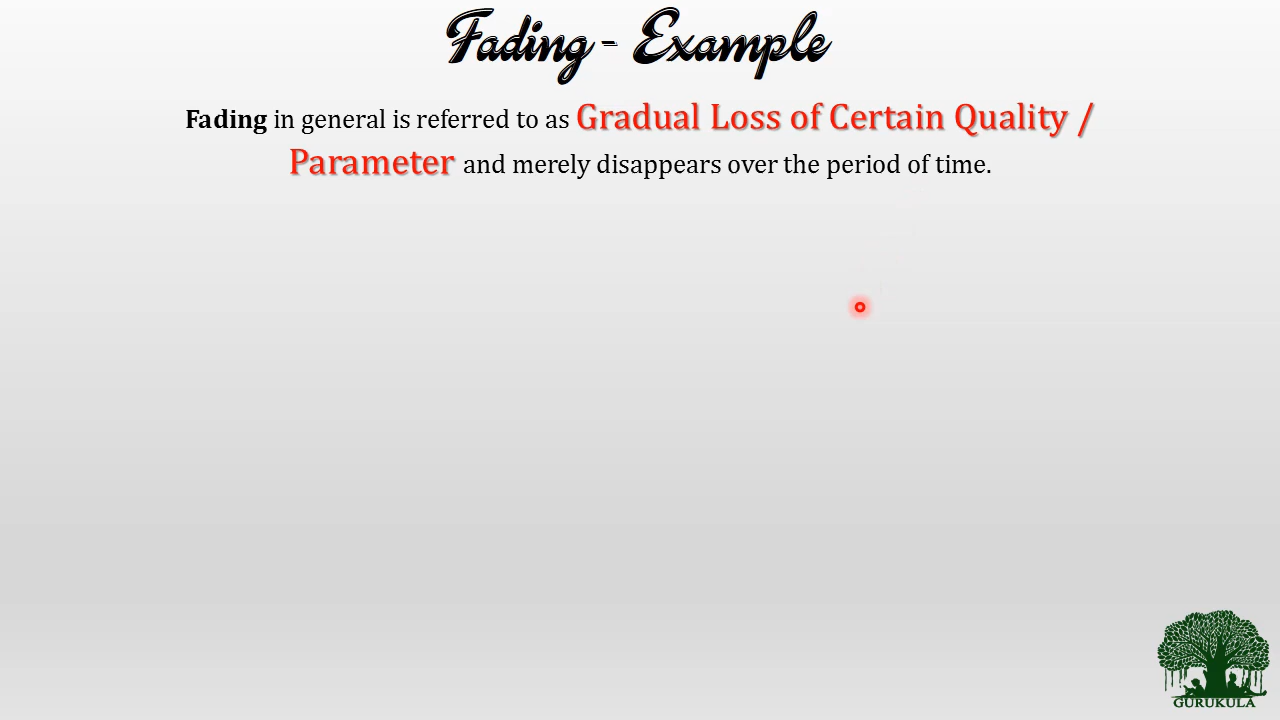 Fading - Example
Fading in general is referred to as Gradual Loss of Certain Quality /
Parameter and merely disappears over the period of time.
GURUKULA